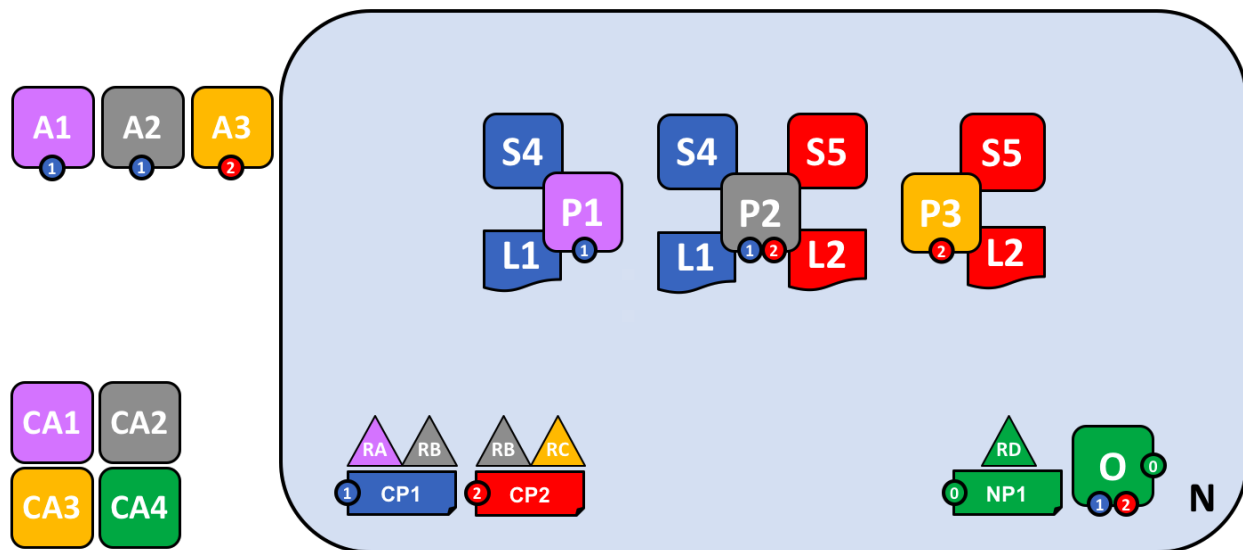 S4 S4 S5 S5
A1 A2 A3
1 1 2
P1 P2 P3
L1 1 L1 1 2 L2 2 L2
CA1 CA2
RA RB RB RC RD
CA3 CA4
1 CP1 2 CP2 0 NP1 O 0
1 2
N